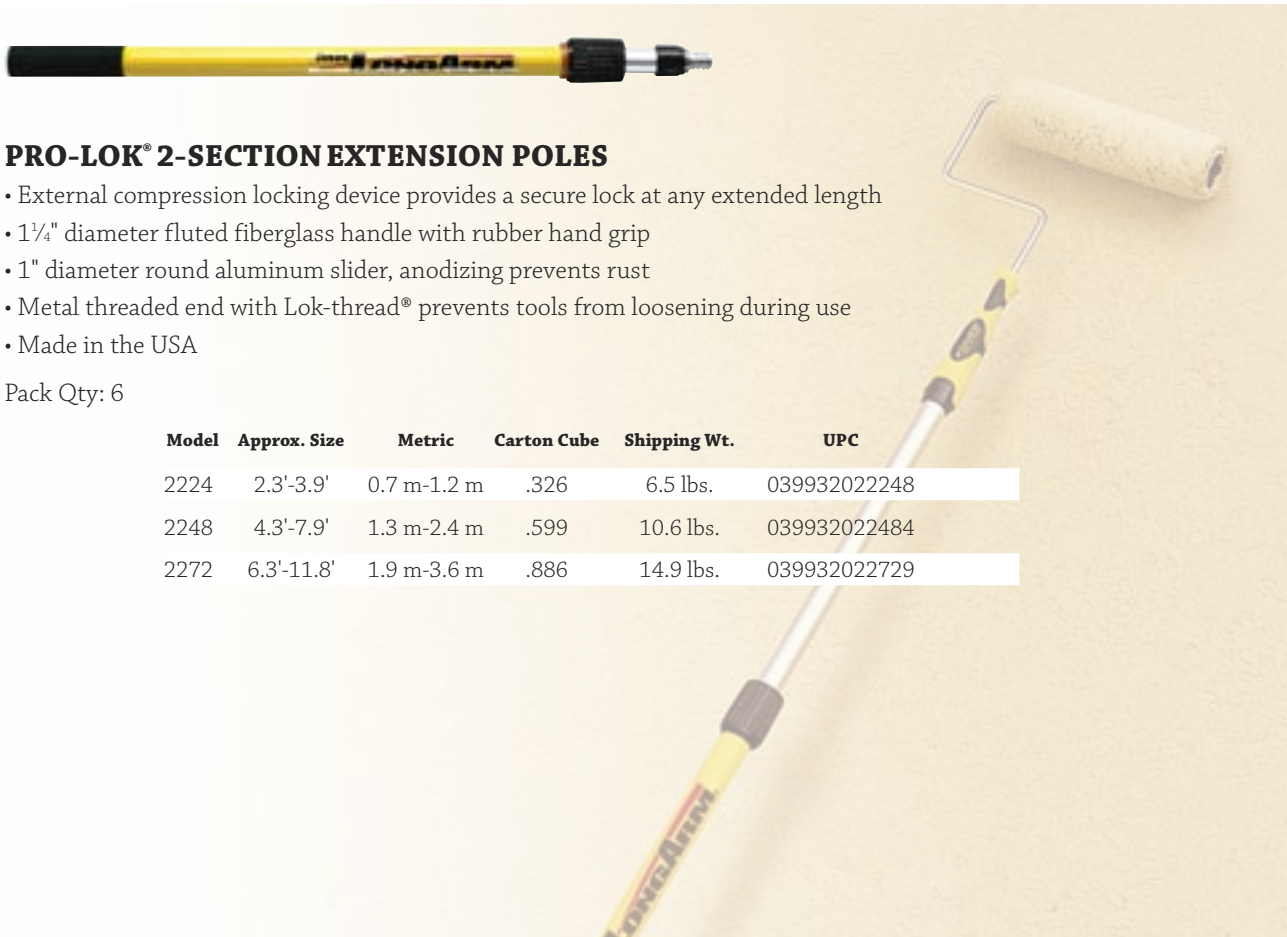 LONGARM
PRO-LOK® 2-SECTION EXTENSION POLES
• External compression locking device provides a secure lock at any extended length
• 1¼" diameter fluted fiberglass handle with rubber hand grip
• 1" diameter round aluminum slider, anodizing prevents rust
• Metal threaded end with Lok-thread® prevents tools from loosening during use
• Made in the USA
Pack Qty: 6
Model Approx. Size Metric Carton Cube Shipping Wt. UPC
2224 2.3'-3.9' 0.7 m-1.2 m .326 6.5 lbs. 039932022248
2248 4.3'-7.9' 1.3 m-2.4 m .599 10.6 lbs. 039932022484
2272 6.3'-11.8' 1.9 m-3.6 m .886 14.9 lbs. 039932022729
LONGARM